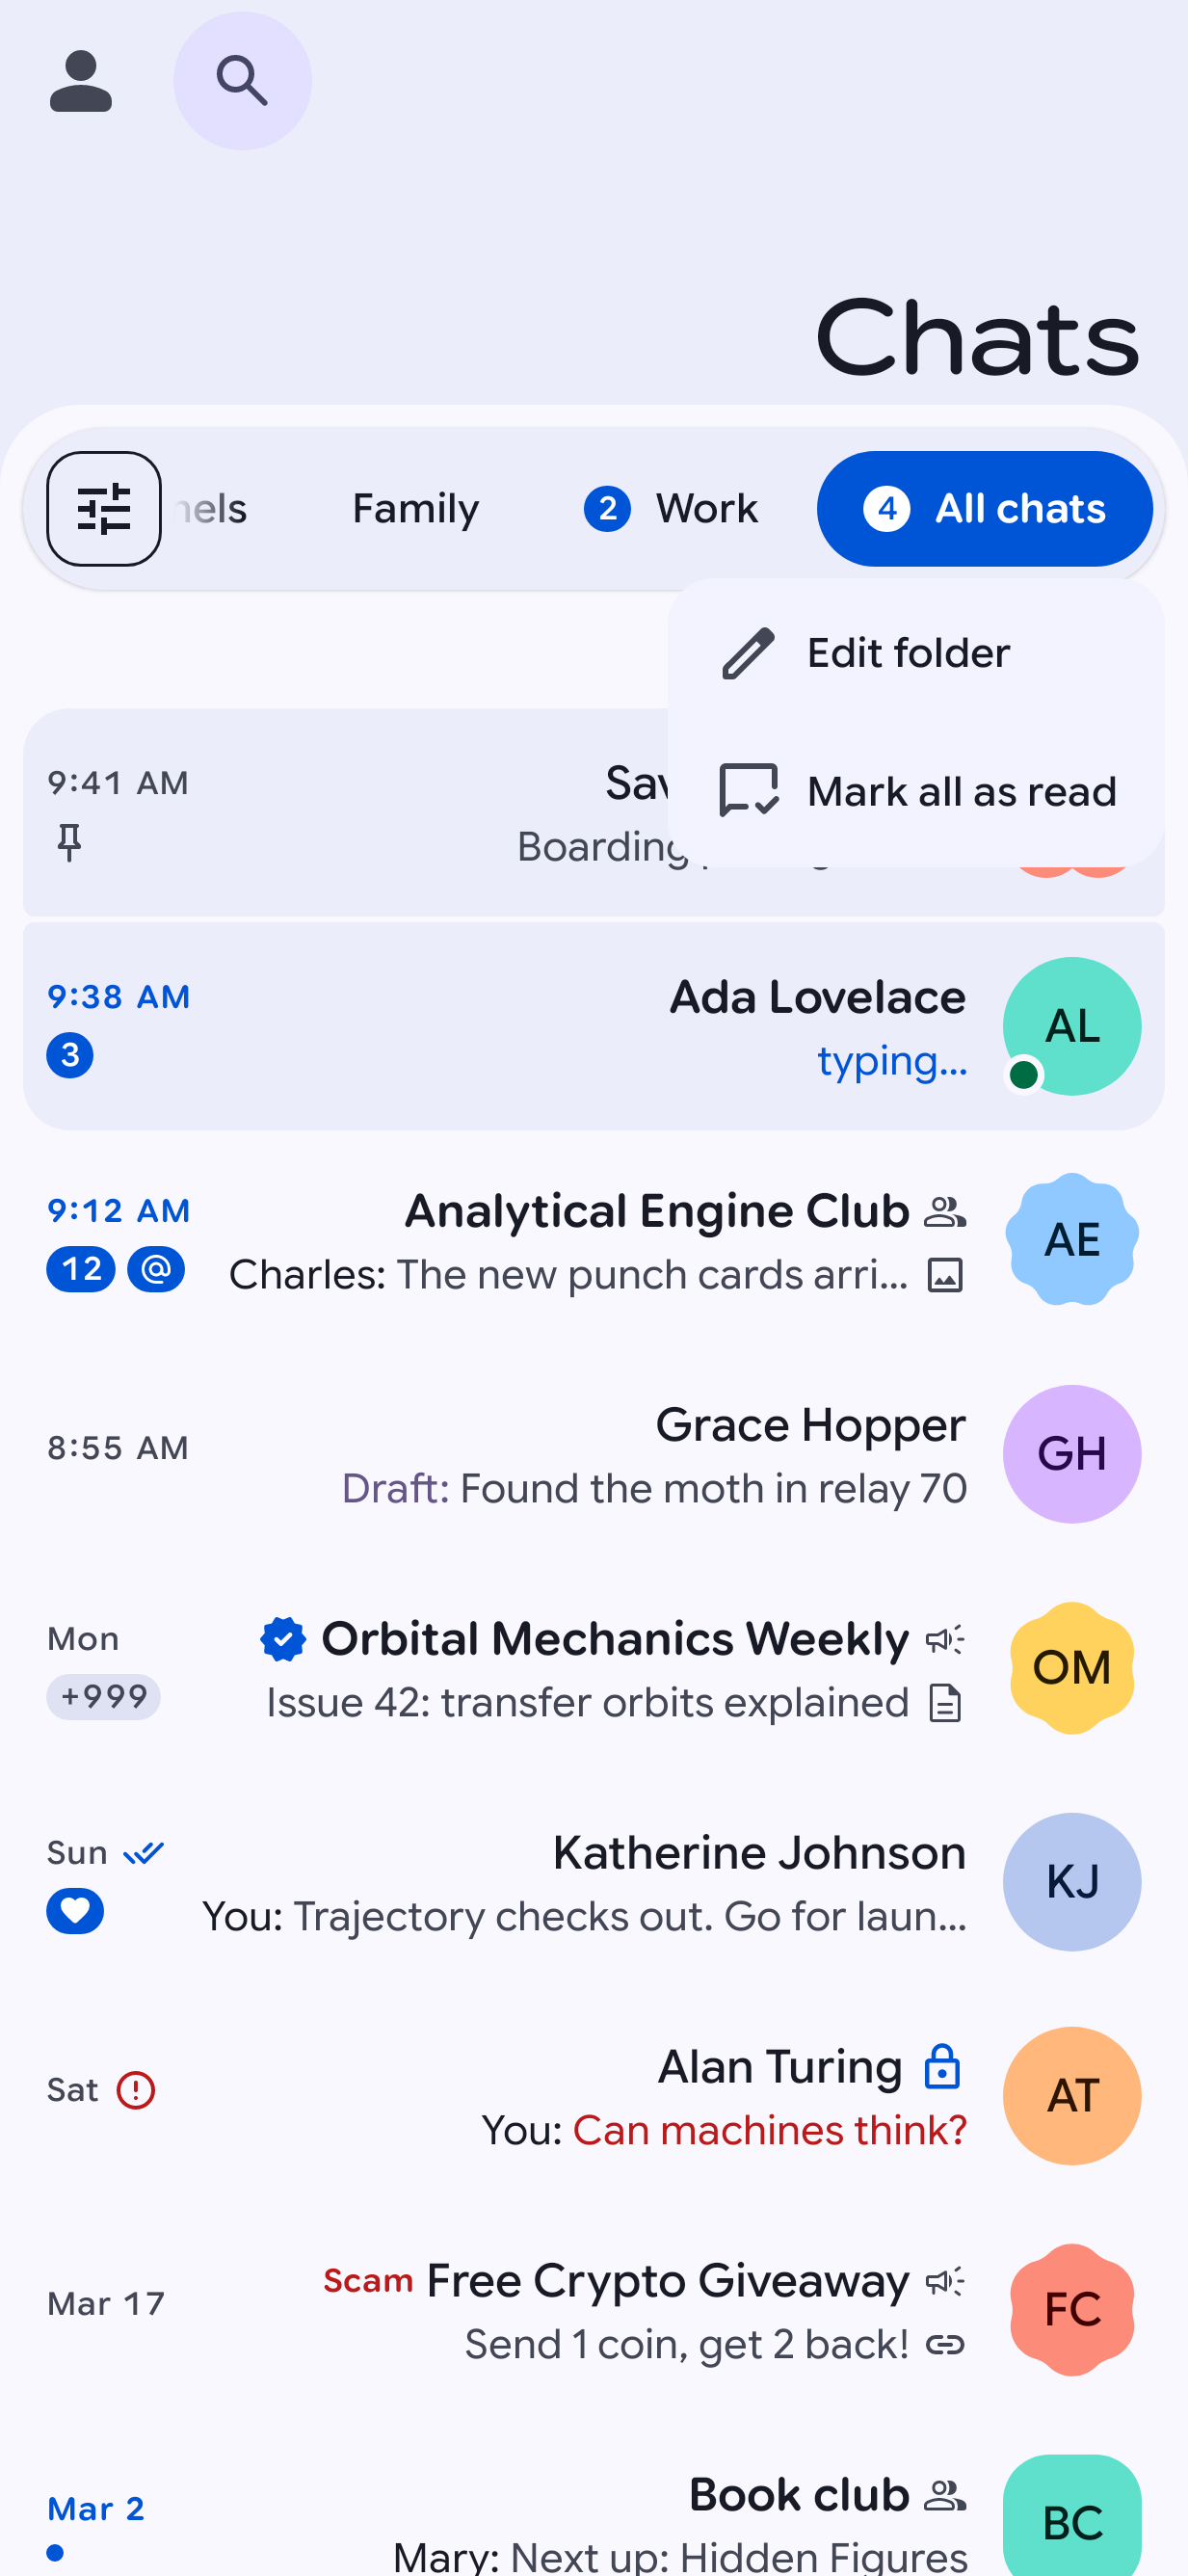 Chats
4 All chats
2 Work
Family
nels
Edit folder
Mark all as read
9:41 AM
Boarding
Ada Lovelace
9:38 AM
typing...
3
AL
Analytical Engine Club
9:12 AM
Charles: The new punch cards arri...
12 @
AE
Grace Hopper
8:55 AM
Draft: Found the moth in relay 70
GH
Orbital Mechanics Weekly
Mon
Issue 42: transfer orbits explained
+999
OM
Katherine Johnson
Sun
You: Trajectory checks out. Go for laun...
KJ
Alan Turing
Sat
You: Can machines think?
AT
Scam Free Crypto Giveaway
Mar 17
Send 1 coin, get 2 back!
FC
Book club
Mar 2
Mary: Next up: Hidden Figures
BC